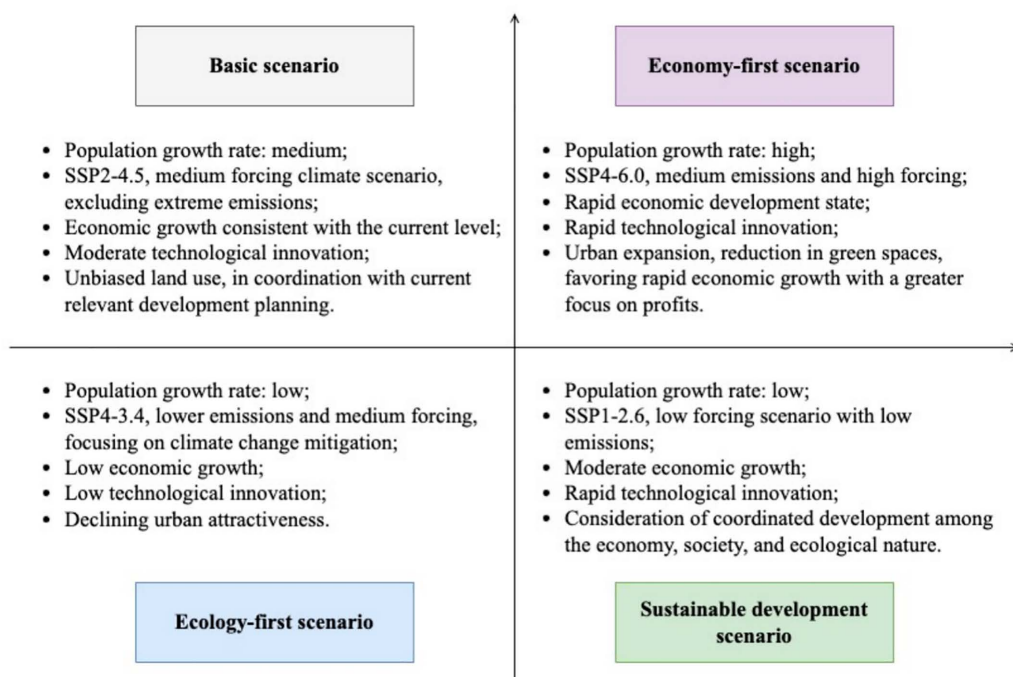 Basic scenario
• Population growth rate: medium;
• SSP2-4.5, medium forcing climate scenario,
excluding extreme emissions;
• Economic growth consistent with the current level;
• Moderate technological innovation;
• Unbiased land use, in coordination with current
relevant development planning.
Economy-first scenario
• Population growth rate: high;
• SSP4-6.0, medium emissions and high forcing;
• Rapid economic development state;
• Rapid technological innovation;
• Urban expansion, reduction in green spaces,
favoring rapid economic growth with a greater
focus on profits.
• Population growth rate: low;
• SSP4-3.4, lower emissions and medium forcing,
focusing on climate change mitigation;
• Low economic growth;
• Low technological innovation;
• Declining urban attractiveness.
Ecology-first scenario
• Population growth rate: low;
• SSP1-2.6, low forcing scenario with low
emissions;
• Moderate economic growth;
• Rapid technological innovation;
• Consideration of coordinated development among
the economy, society, and ecological nature.
Sustainable development
scenario